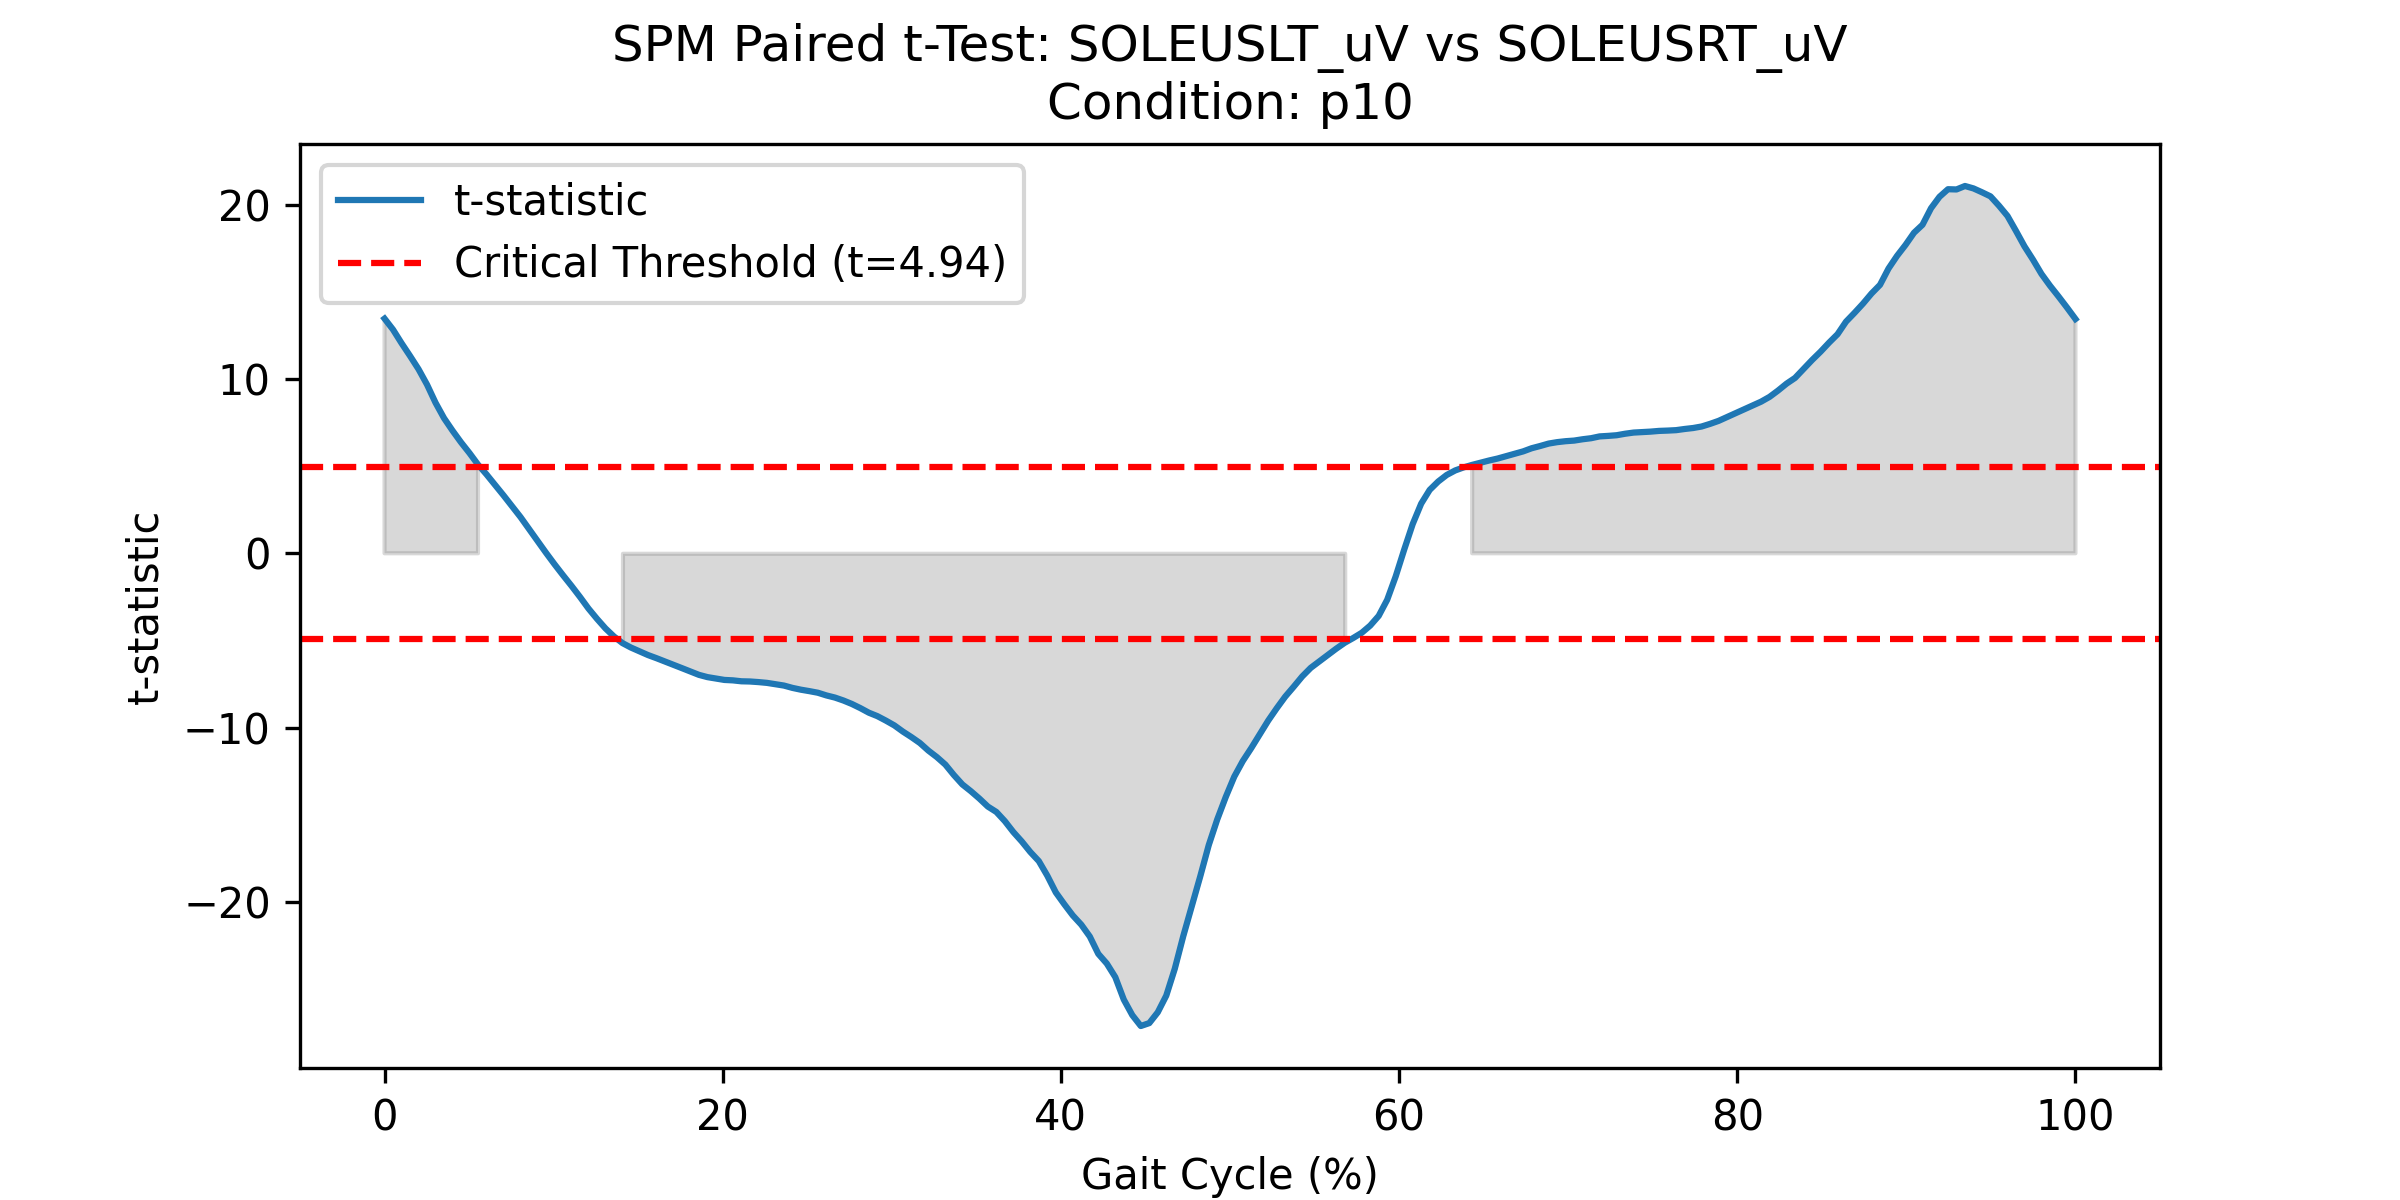 SPM Paired t-Test: SOLEUSLT_uV vs SOLEUSRT_uV
Condition: p10
t-statistic
Critical Threshold (t=4.94)
20
10
0
−10
−20
t-statistic
0
20
40
60
80
100
Gait Cycle (%)